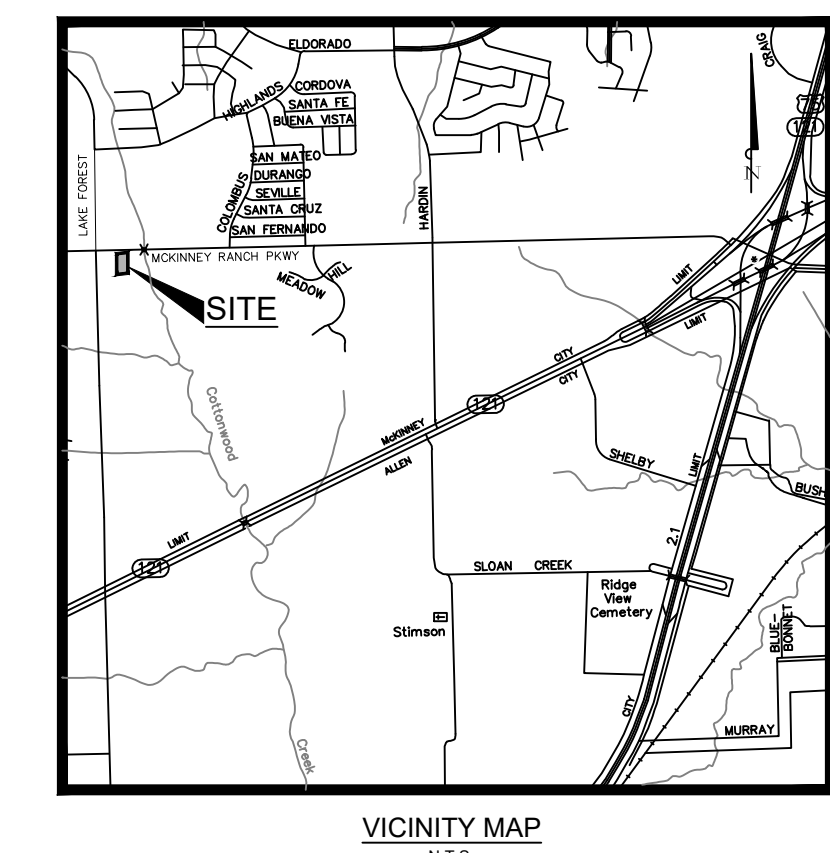 ELDORADO
CRAIG
HIGHLANDS
CORDOVA
SANTA FE
BUENA VISTA
75
121
SAN MATEO
DURANGO
SEVILLE
SANTA CRUZ
SAN FERNANDO
COLOMBUS
LAKE FOREST
HARDIN
N
MCKINNEY RANCH PKWY
MEADOW HILL
SITE
LIMIT
*
LIMIT
CITY
CITY
121
McKINNEY
ALLEN
Cottonwood
SHELBY
LIMIT
BUSH
LIMIT
121
2.1
SLOAN CREEK
Ridge
View
Cemetery
Stimson
BLUE-
BONNET
CITY
MURRAY
Creek
VICINITY MAP
N.T.S.